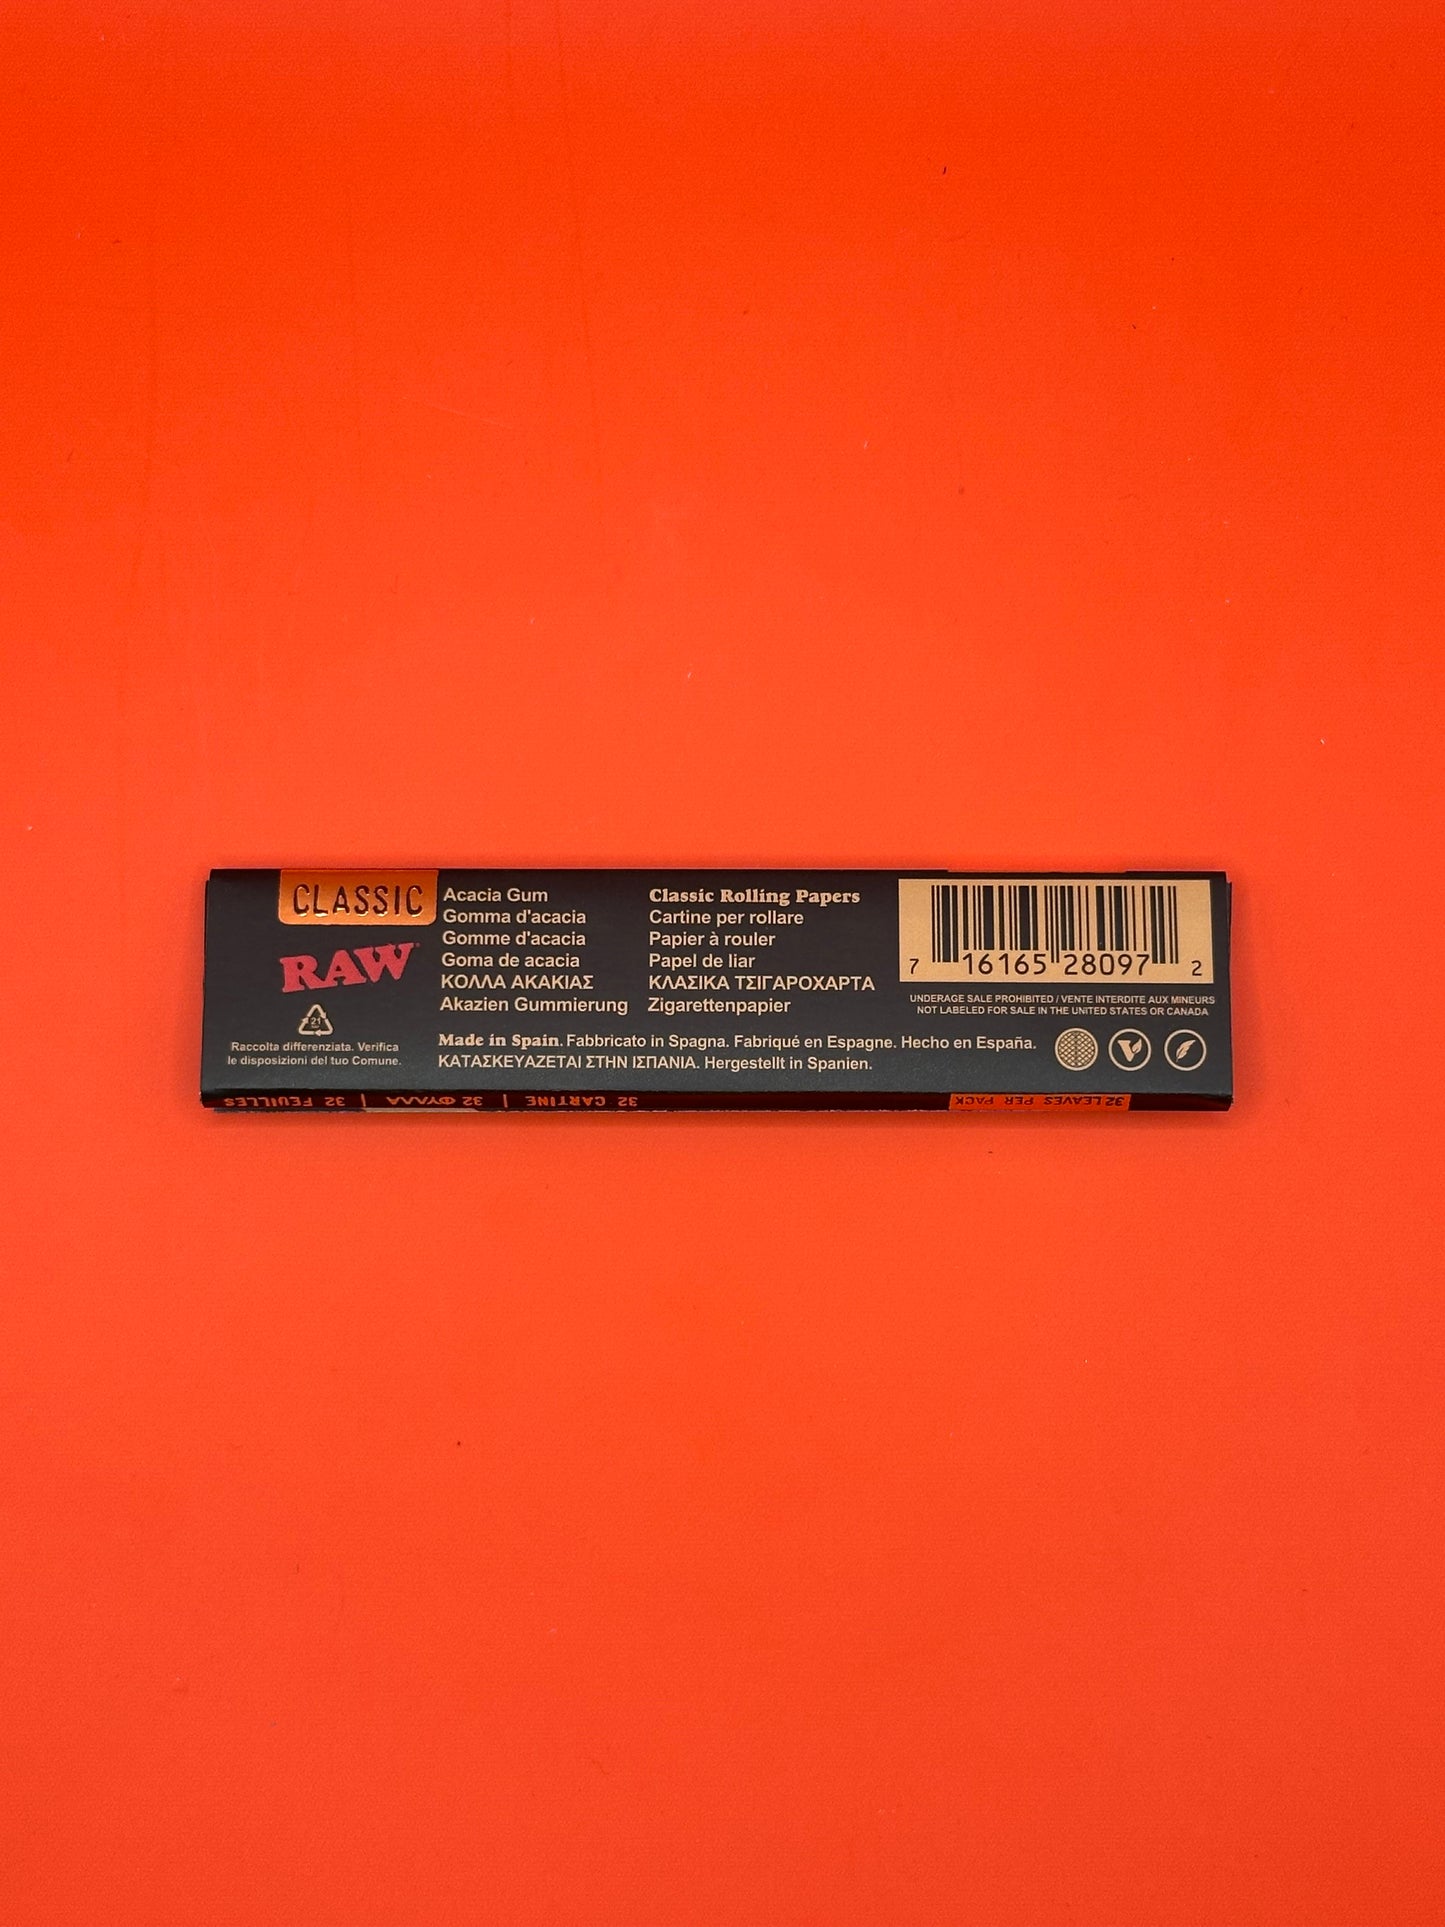 CLASSIC
RAW
21
Raccolta differenziata. Verifica
le disposizioni del tuo Comune.
Acacia Gum
Gomma d'acacia
Gomme d'acacia
Goma de acacia
ΚΟΛΛΑ ΑΚΑΚΙΑΣ
Akazien Gummierung
Classic Rolling Papers
Cartine per rollare
Papier à rouler
Papel de liar
ΚΛΑΣΙΚΑ ΤΣΙΓΑΡΟΧΑΡΤΑ
Zigarettenpapier
Made in Spain. Fabbricato in Spagna. Fabriqué en Espagne. Hecho en España.
ΚΑΤΑΣΚΕΥΑΖΕΤΑΙ ΣΤΗΝ ΙΣΠΑΝΙΑ. Hergestellt in Spanien.
7 16165 28097 2
UNDERAGE SALE PROHIBITED / VENTE INTERDITE AUX MINEURS
NOT LABELED FOR SALE IN THE UNITED STATES OR CANADA
32 LEAVES PER PACK
32 CARTINE | 32 ΦΥΛΛΑ | 32 FEUILLES